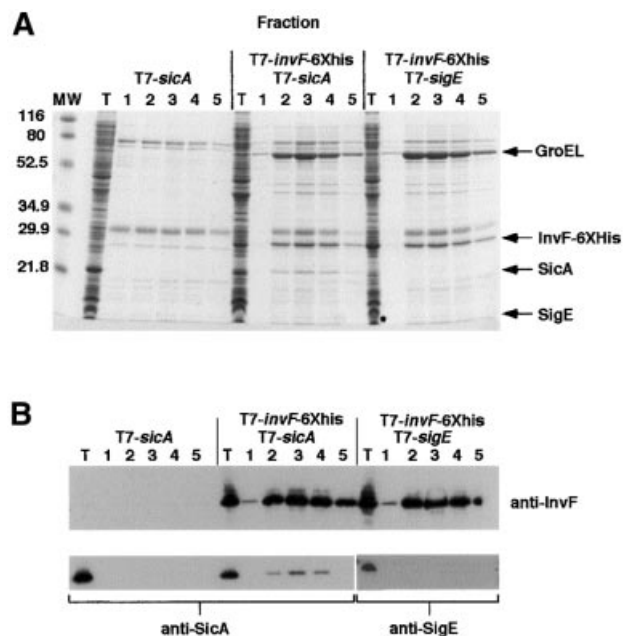 A
Fraction
T7-sicA
T7-invF-6Xhis
T7-sicA
T7-invF-6Xhis
T7-sigE
MW T 1 2 3 4 5 T 1 2 3 4 5 T 1 2 3 4 5
116
80
52.5
34.9
29.9
21.8
GroEL
InvF-6XHis
SicA
SigE
B
T7-sicA
T7-invF-6Xhis
T7-sicA
T7-invF-6Xhis
T7-sigE
T 1 2 3 4 5 T 1 2 3 4 5 T 1 2 3 4 5
anti-InvF
anti-SicA
anti-SigE